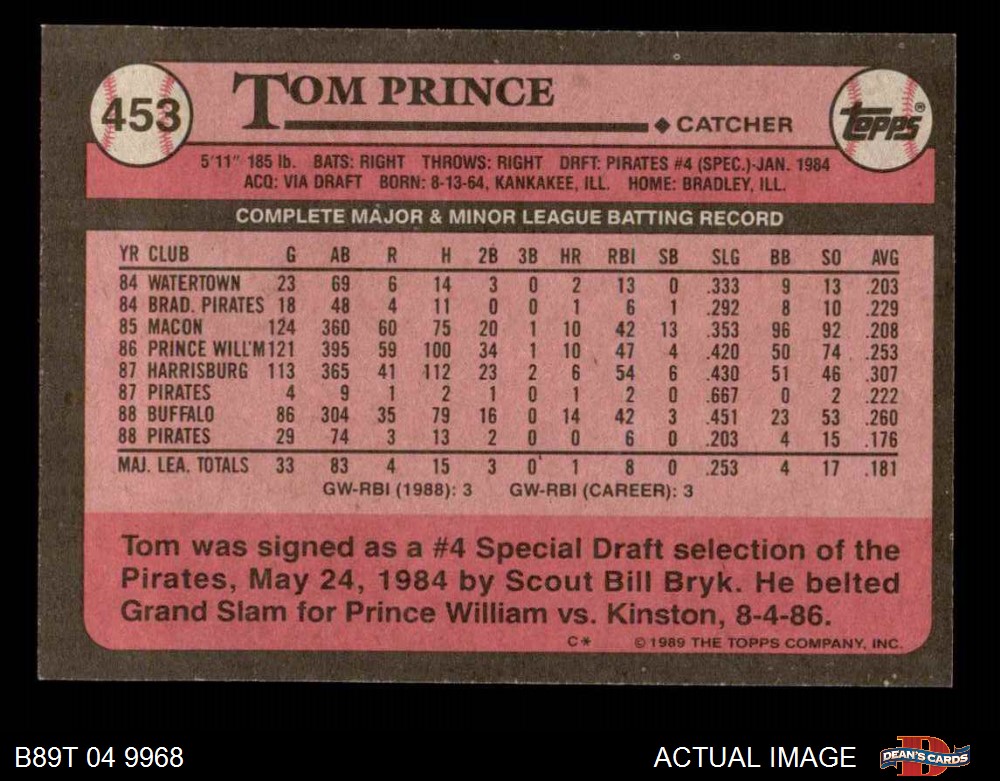 453
TOM PRINCE
◆ CATCHER
Topps®
5'11" 185 lb. BATS: RIGHT THROWS: RIGHT DRFT: PIRATES #4 (SPEC.)-JAN. 1984
ACQ: VIA DRAFT BORN: 8-13-64, KANKAKEE, ILL. HOME: BRADLEY, ILL.
COMPLETE MAJOR & MINOR LEAGUE BATTING RECORD
YR CLUB G AB R H 2B 3B HR RBI SB SLG BB SO AVG
84 WATERTOWN 23 69 6 14 3 0 2 13 0 .333 9 13 .203
84 BRAD. PIRATES 18 48 4 11 0 0 1 6 1 .292 8 10 .229
85 MACON 124 360 60 75 20 1 10 42 13 .353 96 92 .208
86 PRINCE WILL'M 121 395 59 100 34 1 10 47 4 .420 50 74 .253
87 HARRISBURG 113 365 41 112 23 2 6 54 6 .430 51 46 .307
87 PIRATES 4 9 1 2 1 0 1 2 0 .667 0 2 .222
88 BUFFALO 86 304 35 79 16 0 14 42 3 .451 23 53 .260
88 PIRATES 29 74 3 13 2 0 0 6 0 .203 4 15 .176
MAJ. LEA. TOTALS 33 83 4 15 3 0 1 8 0 .253 4 17 .181
GW-RBI (1988): 3 GW-RBI (CAREER): 3
Tom was signed as a #4 Special Draft selection of the
Pirates, May 24, 1984 by Scout Bill Bryk. He belted
Grand Slam for Prince William vs. Kinston, 8-4-86.
C* © 1989 THE TOPPS COMPANY, INC.
B89T 04 9968
ACTUAL IMAGE
DEAN'S CARDS